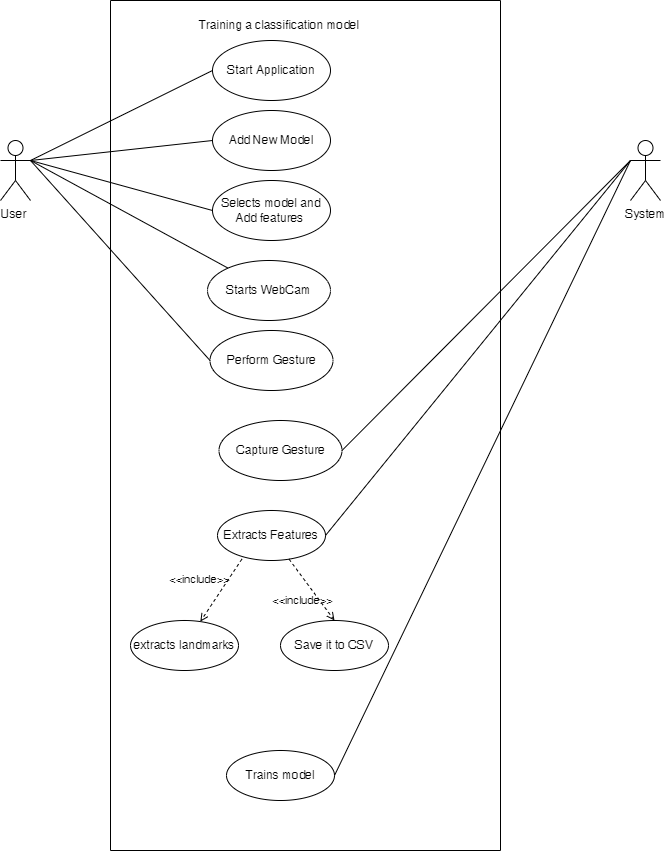 Training a classification model
Start Application
Add New Model
Selects model and
Add features
User
System
Starts WebCam
Perform Gesture
Capture Gesture
Extracts Features
<<include>>
<<include>>
extracts landmarks
Save it to CSV
Trains model